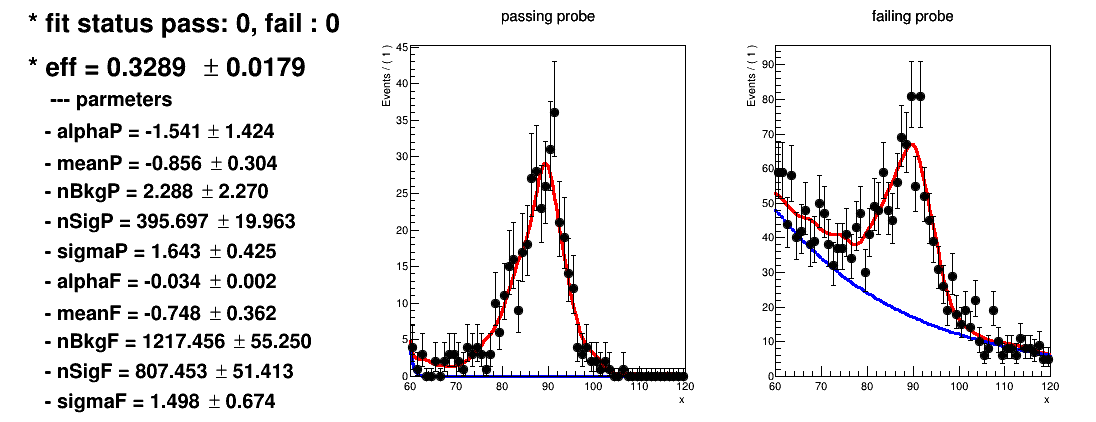 * fit status pass: 0, fail : 0
* eff = 0.3289 ± 0.0179
--- parmeters
- alphaP = -1.541 ± 1.424
- meanP = -0.856 ± 0.304
- nBkgP = 2.288 ± 2.270
- nSigP = 395.697 ± 19.963
- sigmaP = 1.643 ± 0.425
- alphaF = -0.034 ± 0.002
- meanF = -0.748 ± 0.362
- nBkgF = 1217.456 ± 55.250
- nSigF = 807.453 ± 51.413
- sigmaF = 1.498 ± 0.674
passing probe
Events / ( 1 )
45
40
35
30
25
20
15
10
5
0
60 70 80 90 100 110 120
x
failing probe
Events / ( 1 )
90
80
70
60
50
40
30
20
10
0
60 70 80 90 100 110 120
x